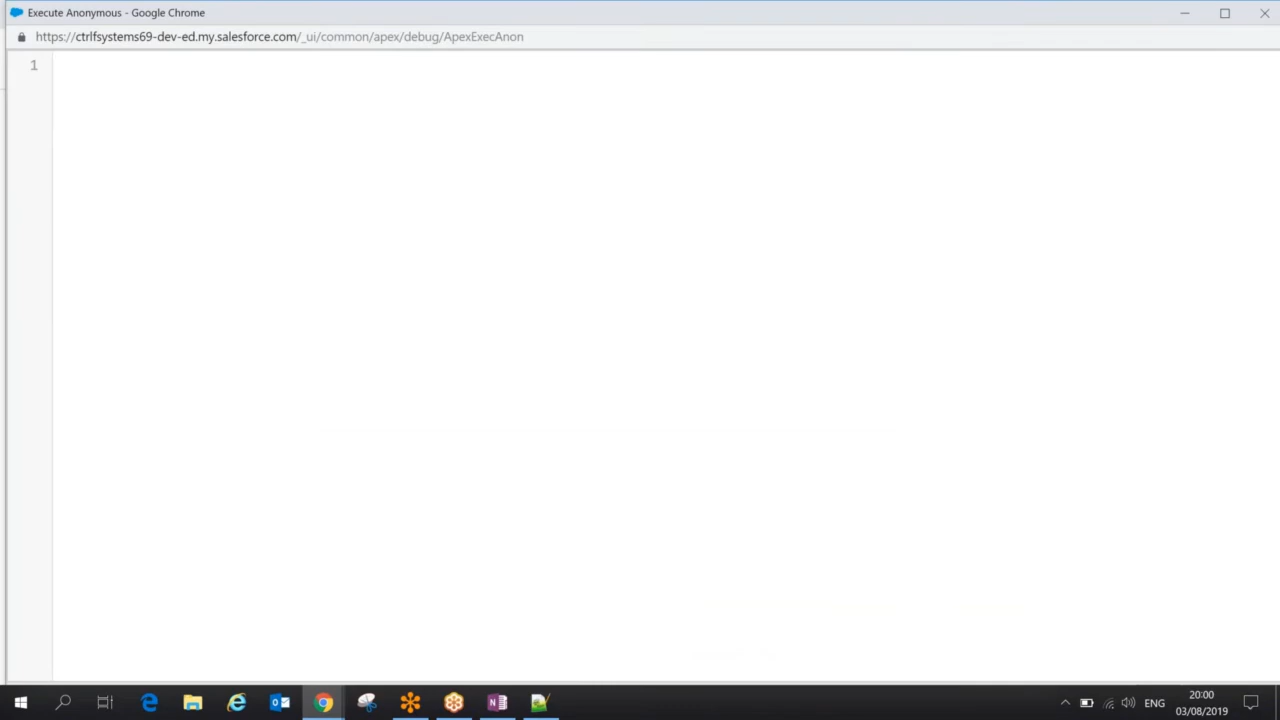 Execute Anonymous - Google Chrome
https://ctrlfsystems69-dev-ed.my.salesforce.com/_ui/common/apex/debug/ApexExecAnon
1
ENG
20:00
03/08/2019